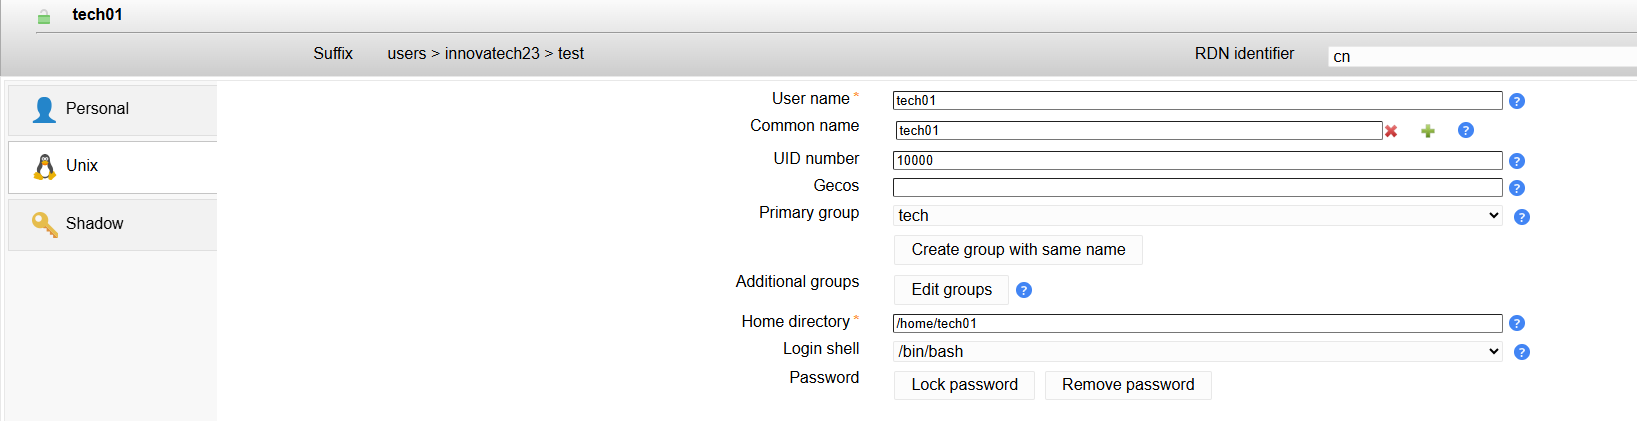 tech01
Suffix users > innovatech23 > test RDN identifier cn
Personal
Unix
Shadow
User name * tech01 ?
Common name tech01 ?
UID number 10000 ?
Gecos ?
Primary group tech ?
Create group with same name
Additional groups Edit groups ?
Home directory * /home/tech01 ?
Login shell /bin/bash ?
Password Lock password Remove password